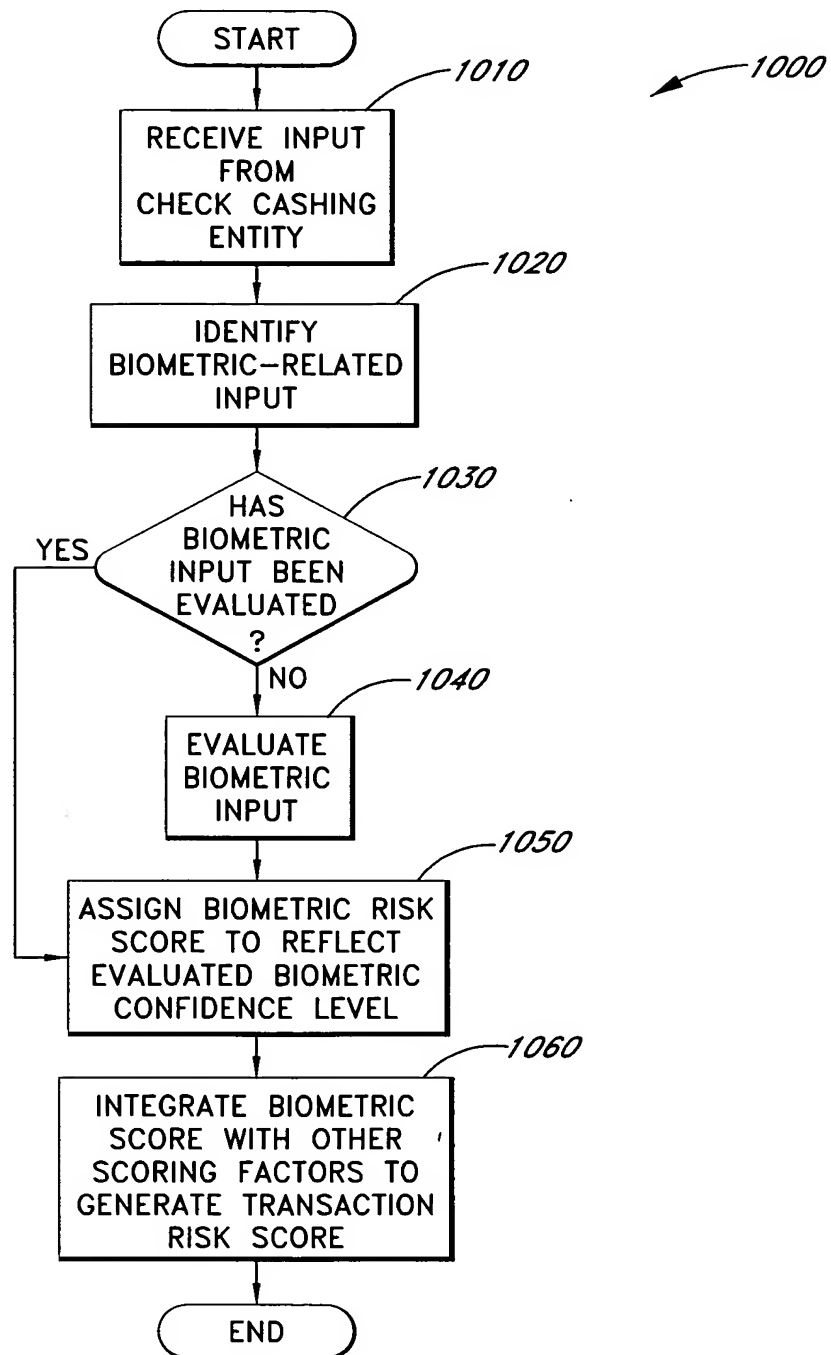 START
1010
1000
RECEIVE INPUT
FROM
CHECK CASHING
ENTITY
1020
IDENTIFY
BIOMETRIC-RELATED
INPUT
1030
HAS
BIOMETRIC
INPUT BEEN
EVALUATED
?
YES
NO
1040
EVALUATE
BIOMETRIC
INPUT
1050
ASSIGN BIOMETRIC RISK
SCORE TO REFLECT
EVALUATED BIOMETRIC
CONFIDENCE LEVEL
1060
INTEGRATE BIOMETRIC
SCORE WITH OTHER
SCORING FACTORS TO
GENERATE TRANSACTION
RISK SCORE
END